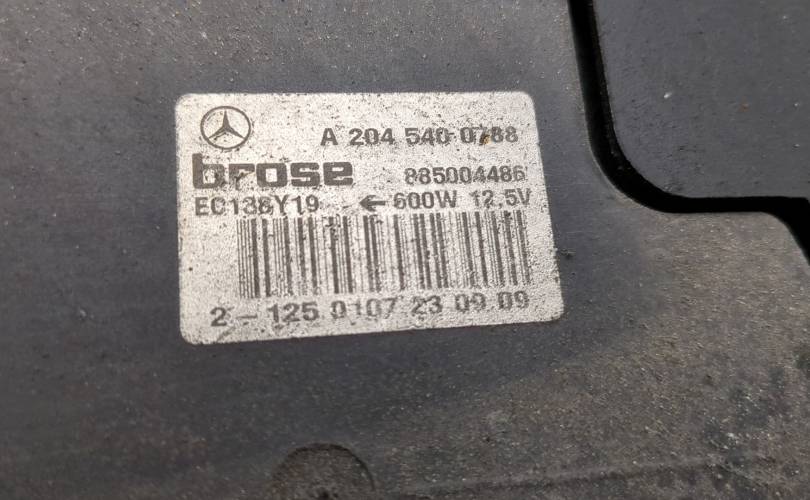 A 204 540 0788
brose 885004486
EC136Y19 ← 600W 12,5V
2 - 125 0107 23 09 09